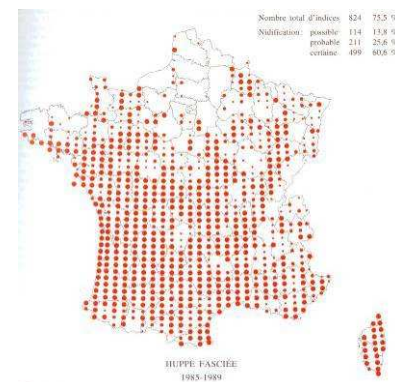 Nombre total d'indices 824 75,5 %
Nidification: possible 114 13,8 %
probable 211 25,6 %
certaine 499 60,6 %
HUPPE FASCIÉE
1985-1989